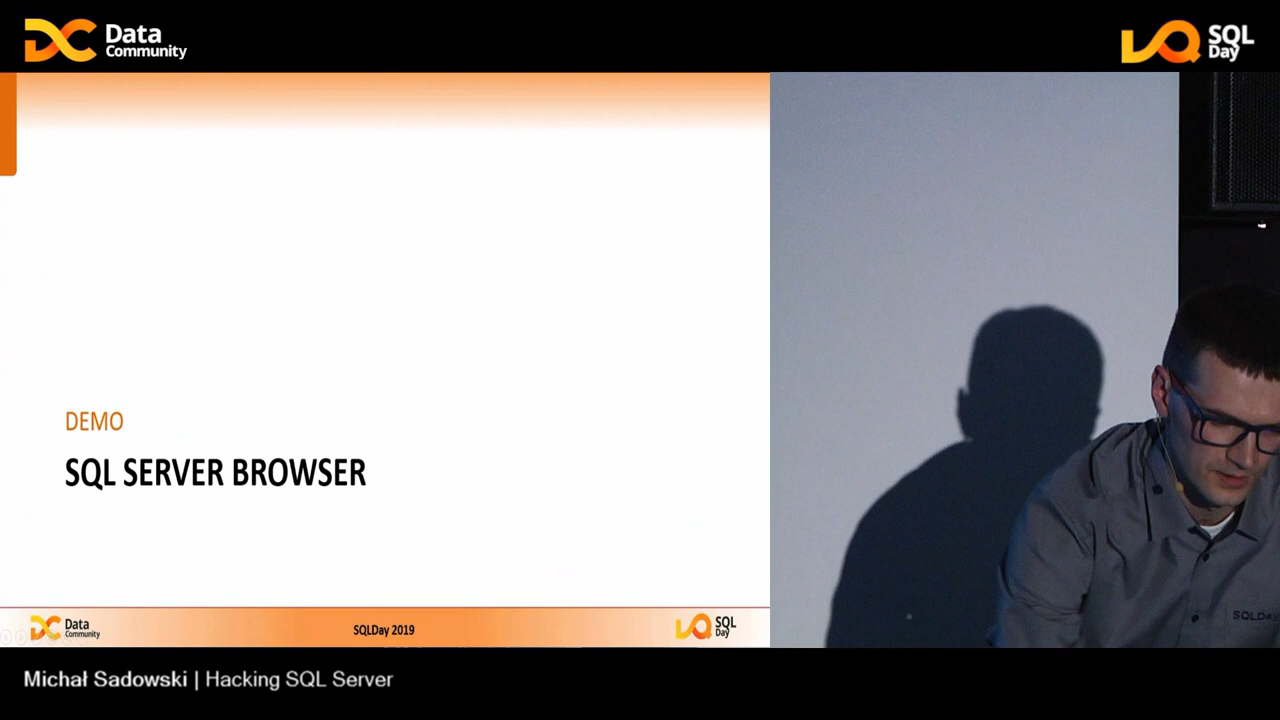 Data
Community
SQL
Day
DEMO
SQL SERVER BROWSER
Data
Community
SQLDay 2019
SQL
Day
SQLD
Michał Sadowski | Hacking SQL Server